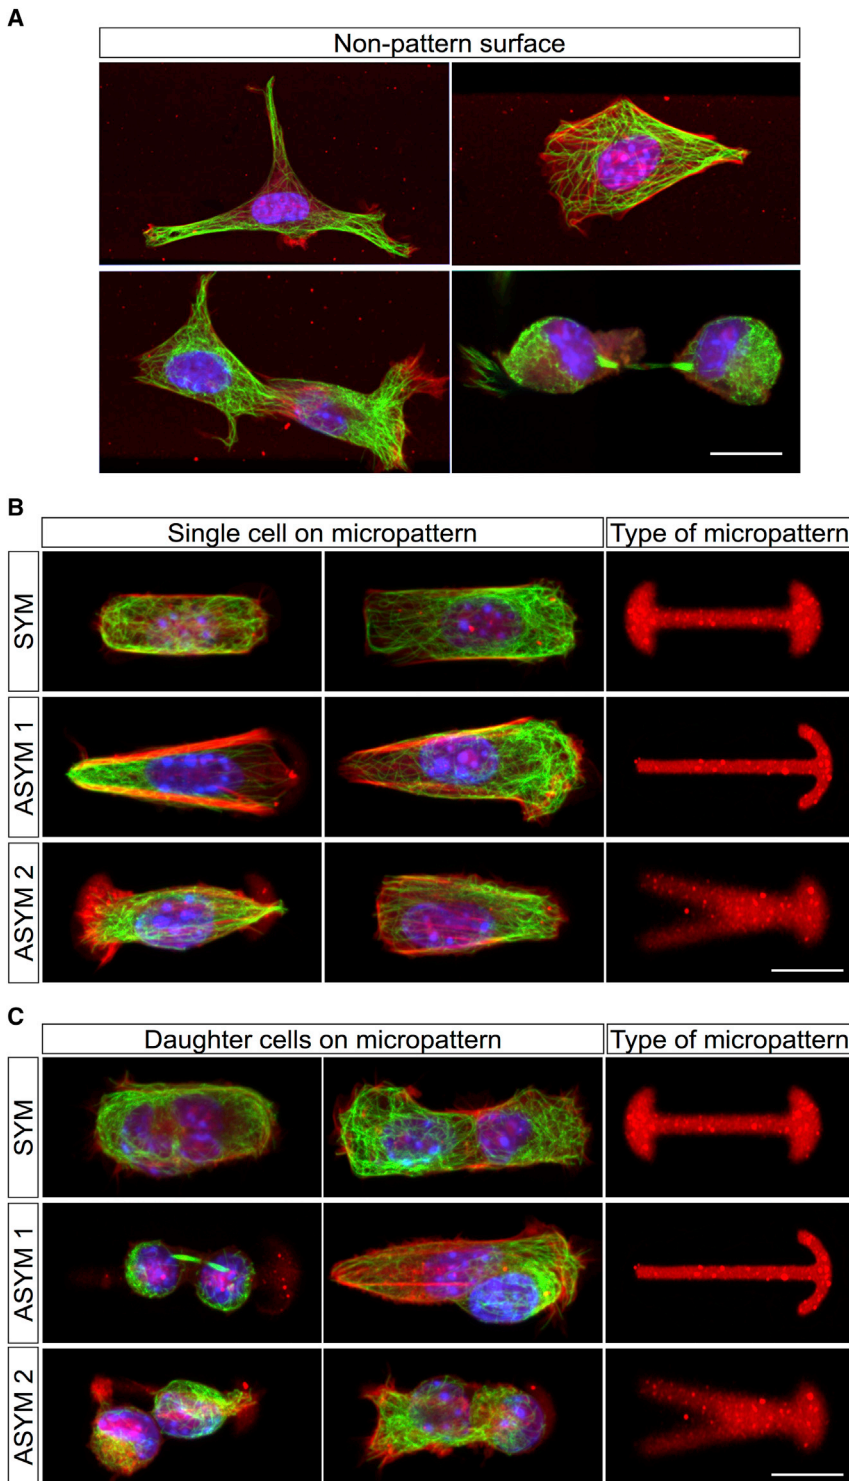 A
Non-pattern surface
B
Single cell on micropattern
Type of micropattern
SYM
ASYM 1
ASYM 2
C
Daughter cells on micropattern
Type of micropattern
SYM
ASYM 1
ASYM 2